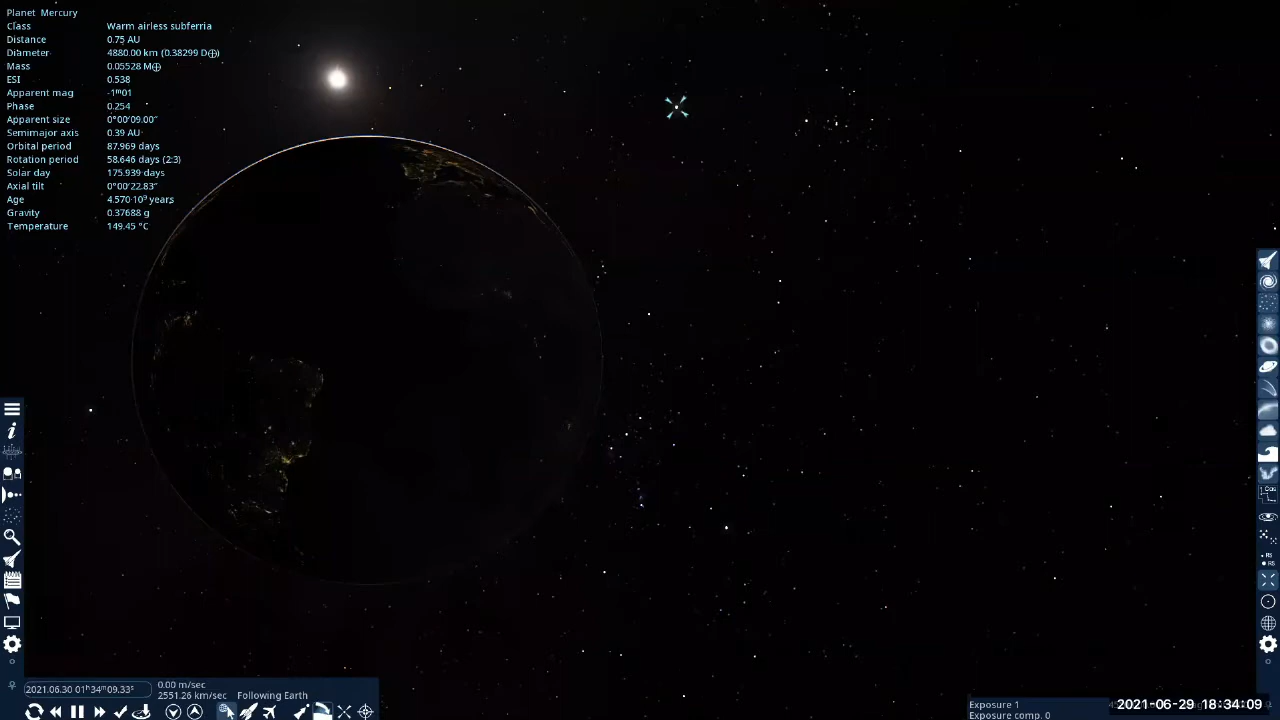 Planet Mercury
Class Warm airless subferria
Distance 0.75 AU
Diameter 4880.00 km (0.38299 D⊕)
Mass 0.05528 M⊕
ESI 0.538
Apparent mag -1ᵐ01
Phase 0.254
Apparent size 0°00'09.00"
Semimajor axis 0.39 AU
Orbital period 87.969 days
Rotation period 58.646 days (2:3)
Solar day 175.939 days
Axial tilt 0°00'22.83"
Age 4.570·10⁹ years
Gravity 0.37688 g
Temperature 149.45 °C
2021.06.30 01ʰ34ᵐ09.33ˢ
0.00 m/sec
2551.26 km/sec Following Earth
Exposure 1
Exposure comp. 0
2021-06-29 18:34:09